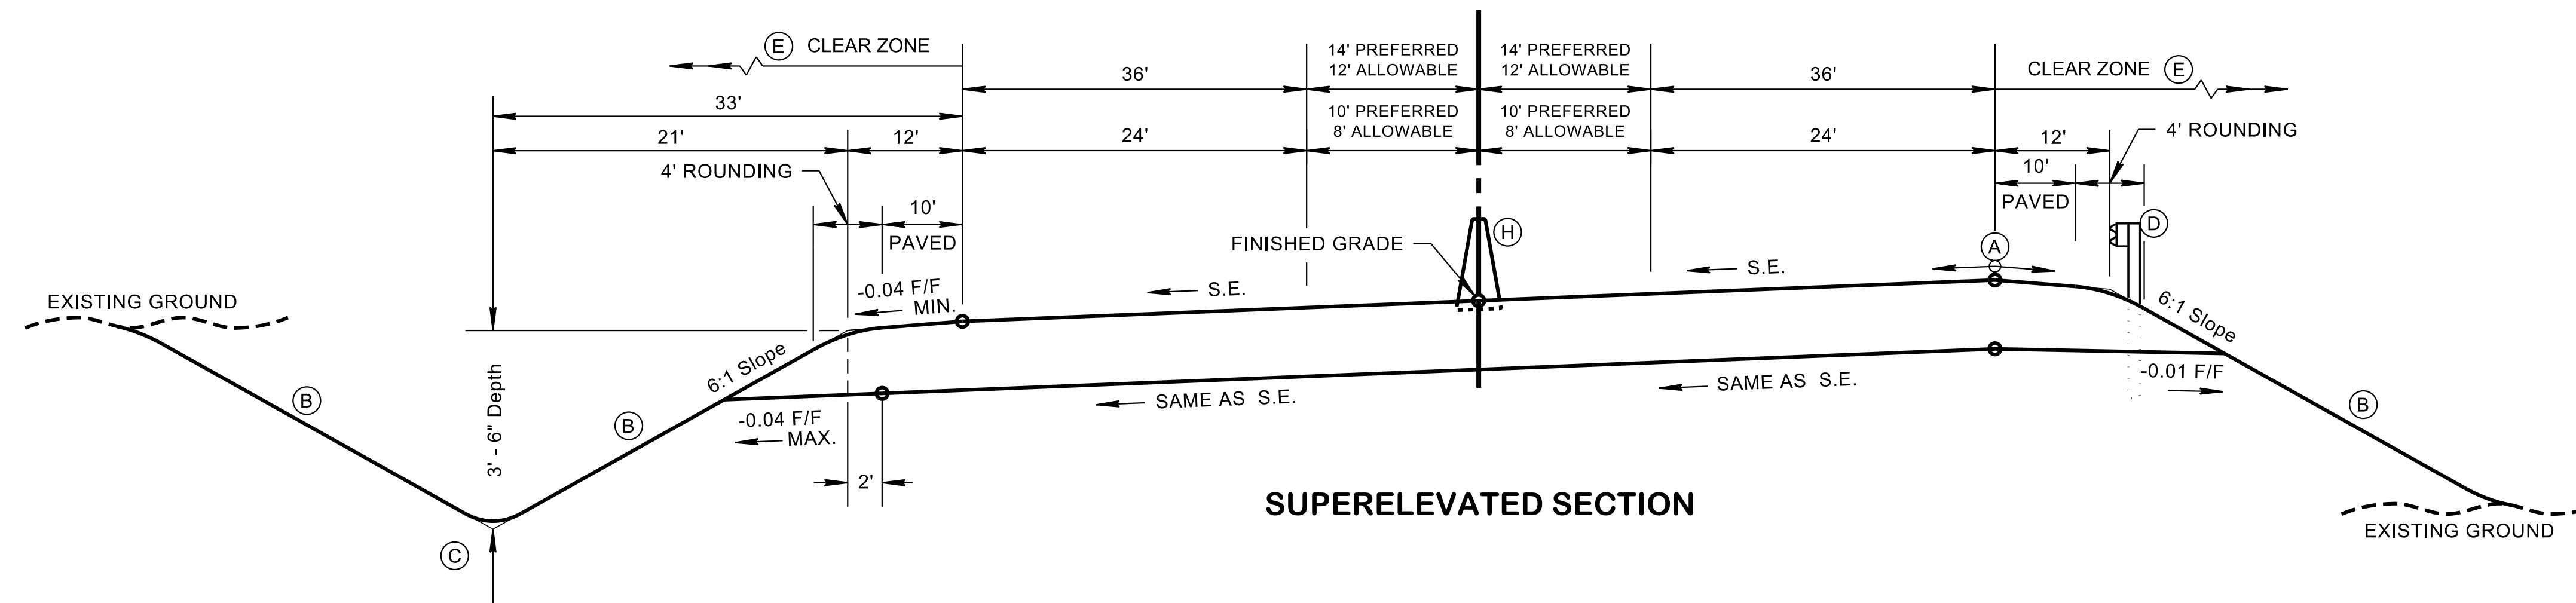 E CLEAR ZONE
14' PREFERRED
12' ALLOWABLE
14' PREFERRED
12' ALLOWABLE
36'
36'
CLEAR ZONE E
33'
10' PREFERRED
8' ALLOWABLE
10' PREFERRED
8' ALLOWABLE
21'
12'
24'
24'
12'
4' ROUNDING
4' ROUNDING
10'
PAVED
10'
PAVED
FINISHED GRADE
H
A
D
-0.04 F/F
MIN.
S.E.
S.E.
EXISTING GROUND
6:1 Slope
6:1 Slope
3' - 6" Depth
B
B
B
-0.04 F/F
MAX.
SAME AS S.E.
SAME AS S.E.
-0.01 F/F
2'
C
SUPERELEVATED SECTION
EXISTING GROUND